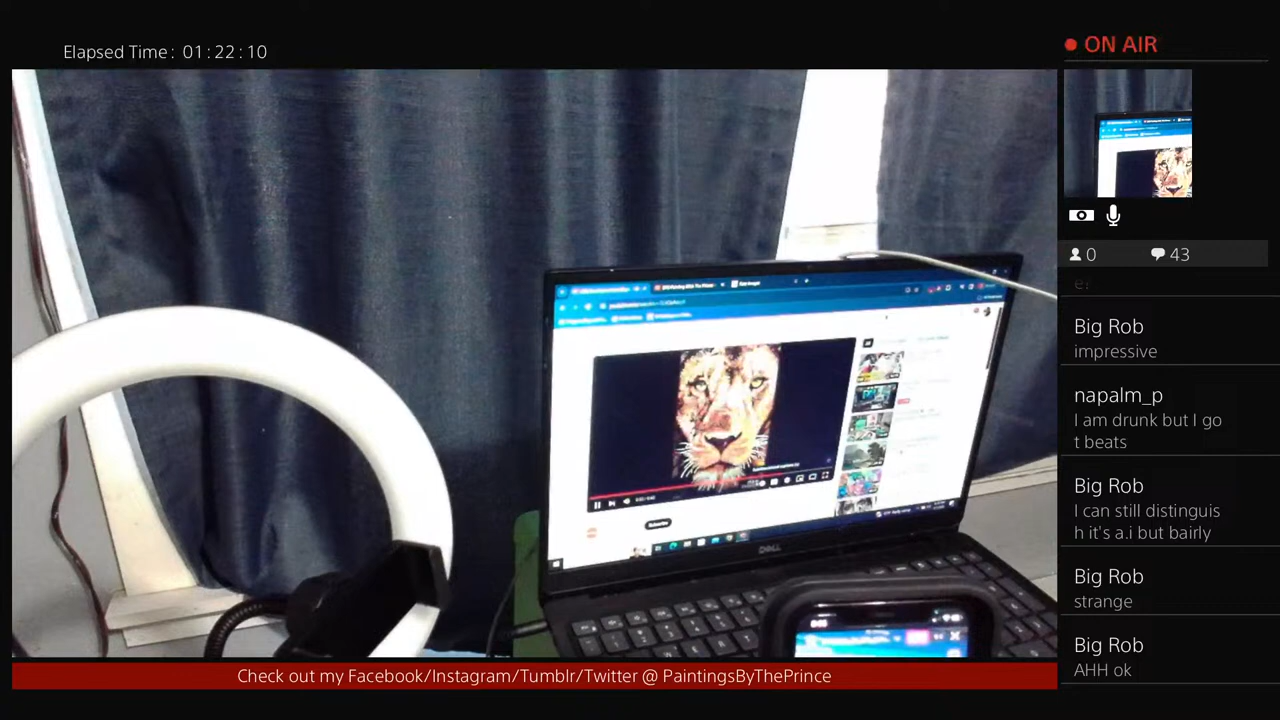 Elapsed Time: 01:22:10
ON AIR
0
43
Big Rob
impressive
napalm_p
I am drunk but I go
t beats
Big Rob
I can still distinguis
h it's a.i but bairly
Big Rob
strange
Big Rob
AHH ok
Subscribe
DELL
Check out my Facebook/Instagram/Tumblr/Twitter @ PaintingsByThePrince